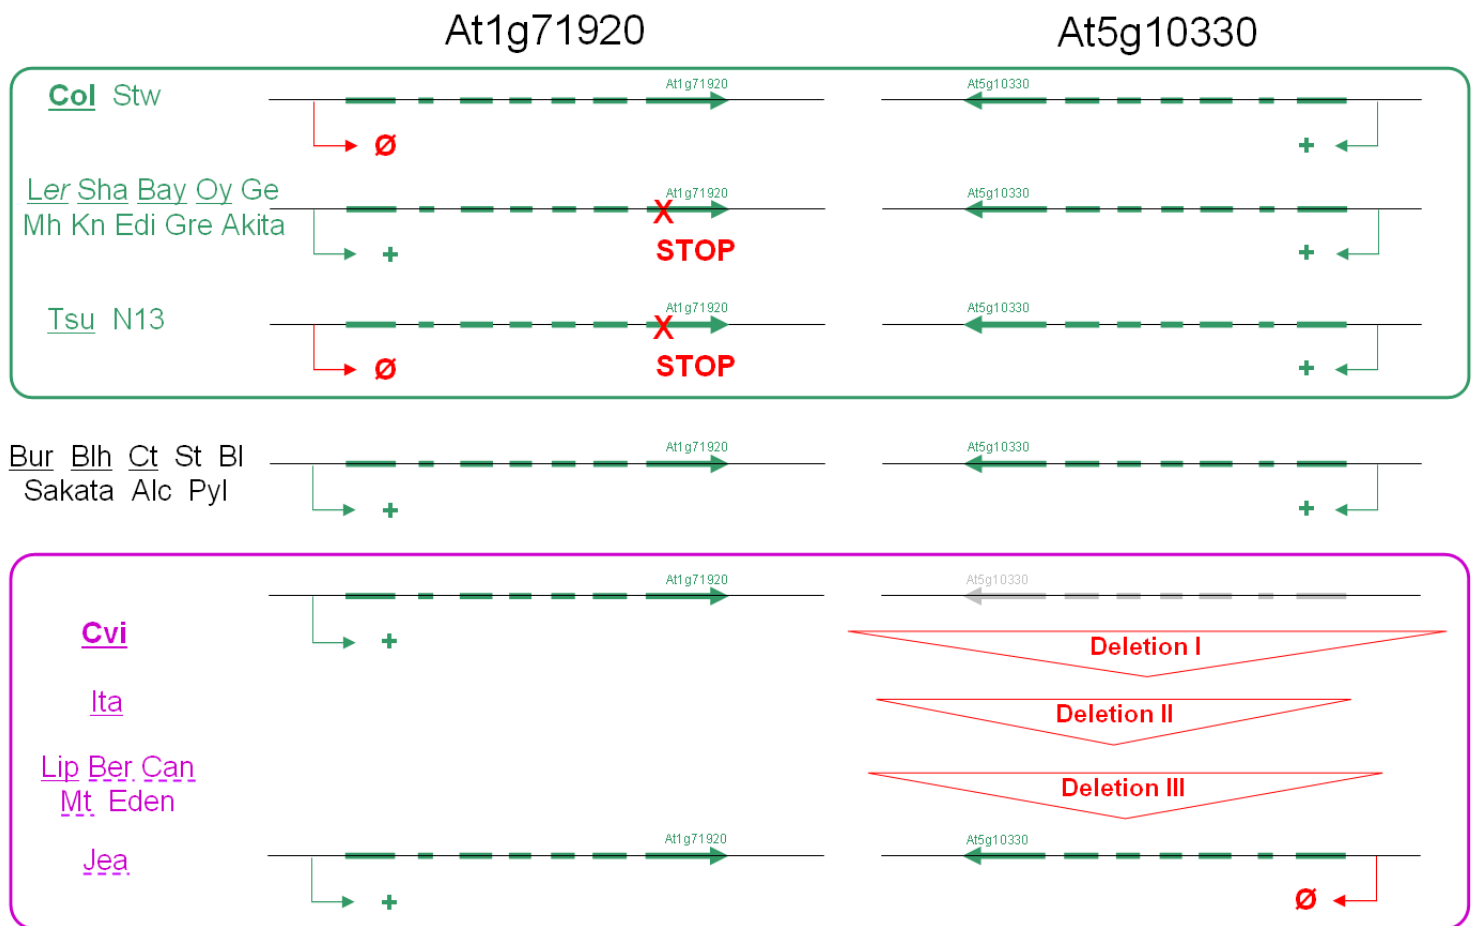 At1g71920 At5g10330
Col Stw At1g71920 At5g10330
Ø +
Ler Sha Bay Oy Ge At1g71920 At5g10330
Mh Kn Edi Gre Akita X
+ STOP +
Tsu N13 At1g71920 At5g10330
X
Ø STOP +
Bur Blh Ct St Bl At1g71920 At5g10330
Sakata Alc Pyl
+ +
At1g71920 At5g10330
Cvi + Deletion I
Ita Deletion II
Lip Ber Can Deletion III
Mt Eden
Jea At1g71920 At5g10330
+ Ø